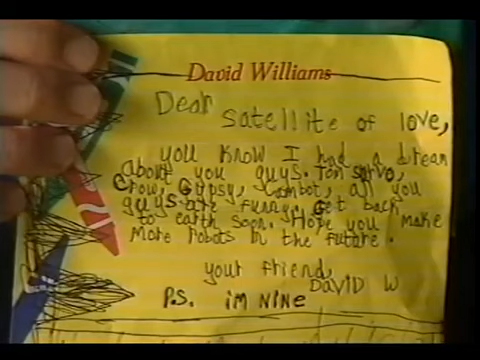 David Williams
Dear
Satellite of love,
you know I had a dream
about you guys. Tom servo,
Crow, Gypsy, Cambot, all you
guys are funny. Get back
to earth soon. Hope you make
More robots in the future.
your friend,
DaviD W
P.S. iM NiNe